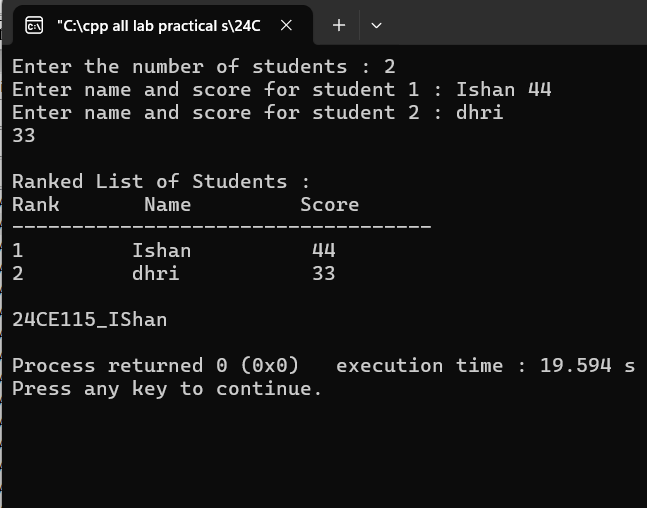 "C:\cpp all lab practical s\24C
Enter the number of students : 2
Enter name and score for student 1 : Ishan 44
Enter name and score for student 2 : dhri
33
Ranked List of Students :
Rank Name Score
-----------------------------------
1 Ishan 44
2 dhri 33
24CE115_IShan
Process returned 0 (0x0) execution time : 19.594 s
Press any key to continue.